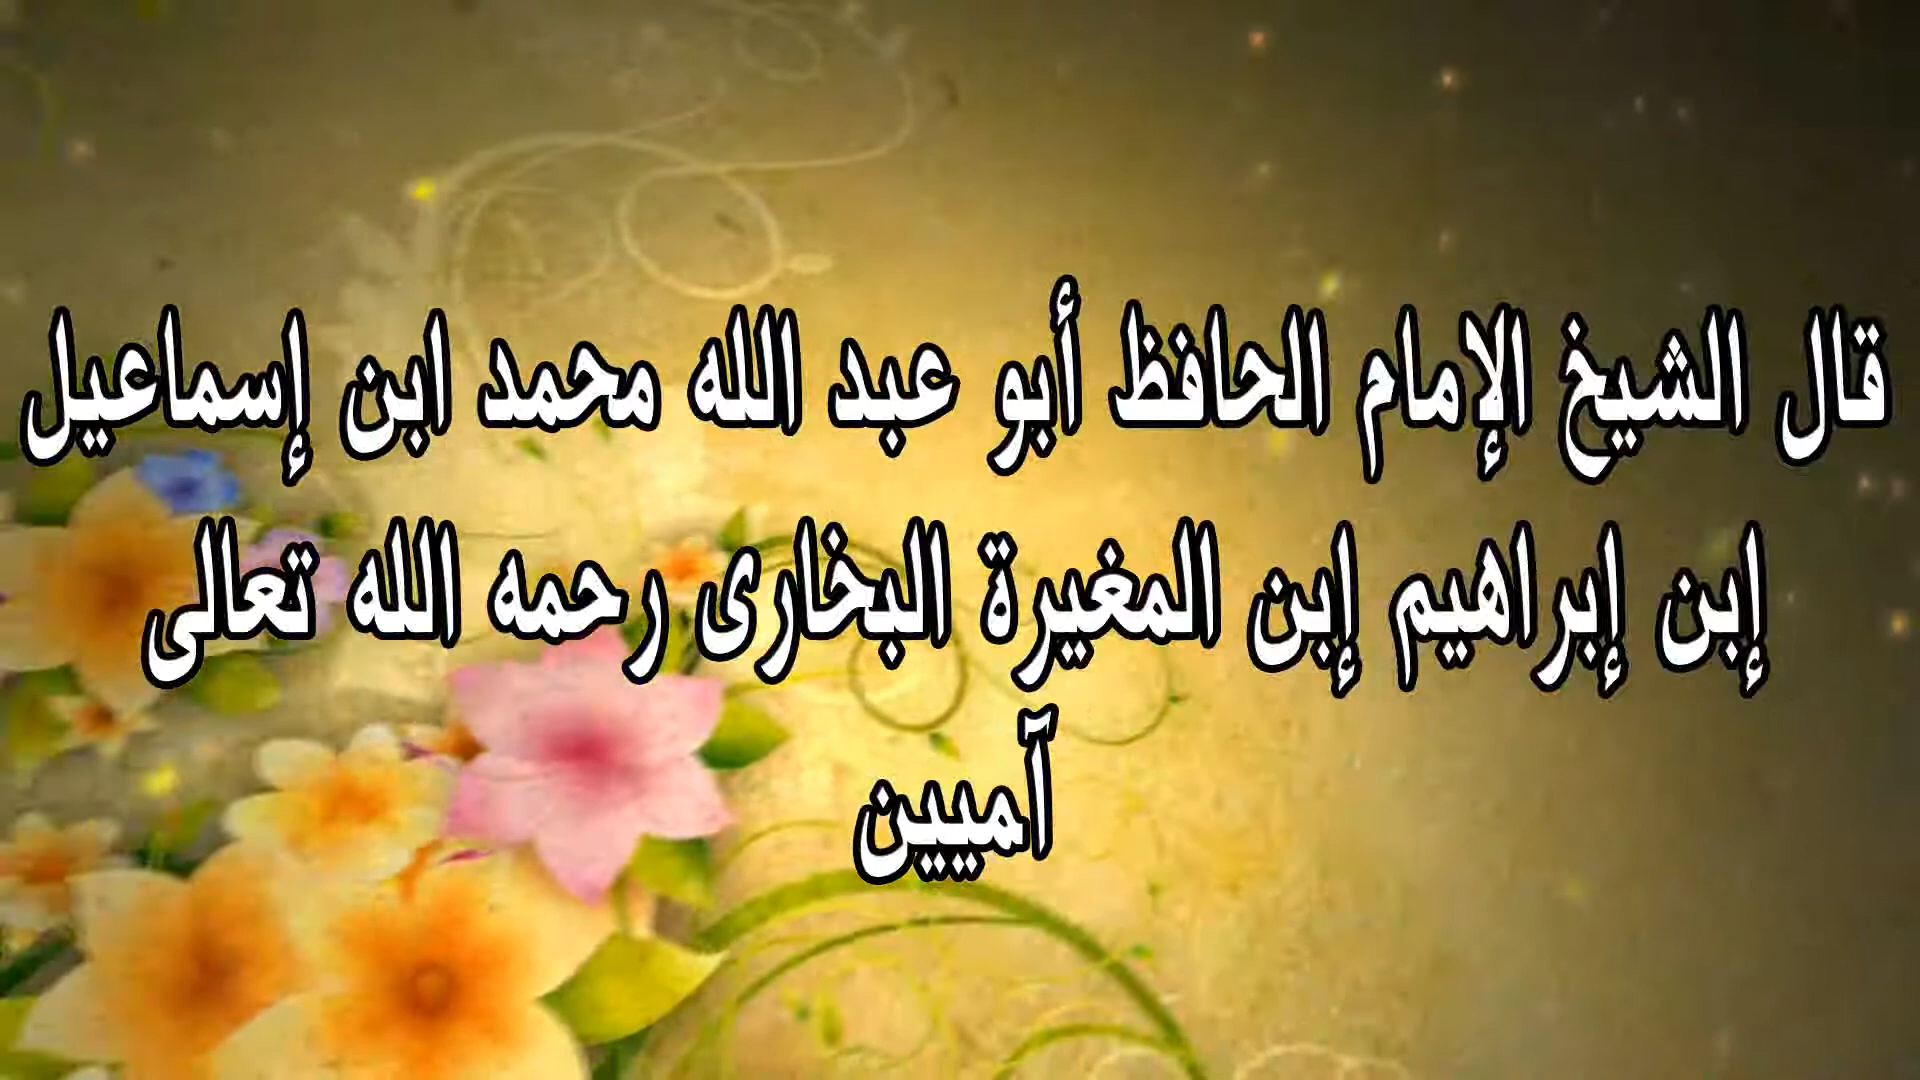 قال الشيخ الإمام الحافظ أبو عبد الله محمد ابن إسماعيل
إبن إبراهيم إبن المغيرة البخارى رحمه الله تعالى
آمييين